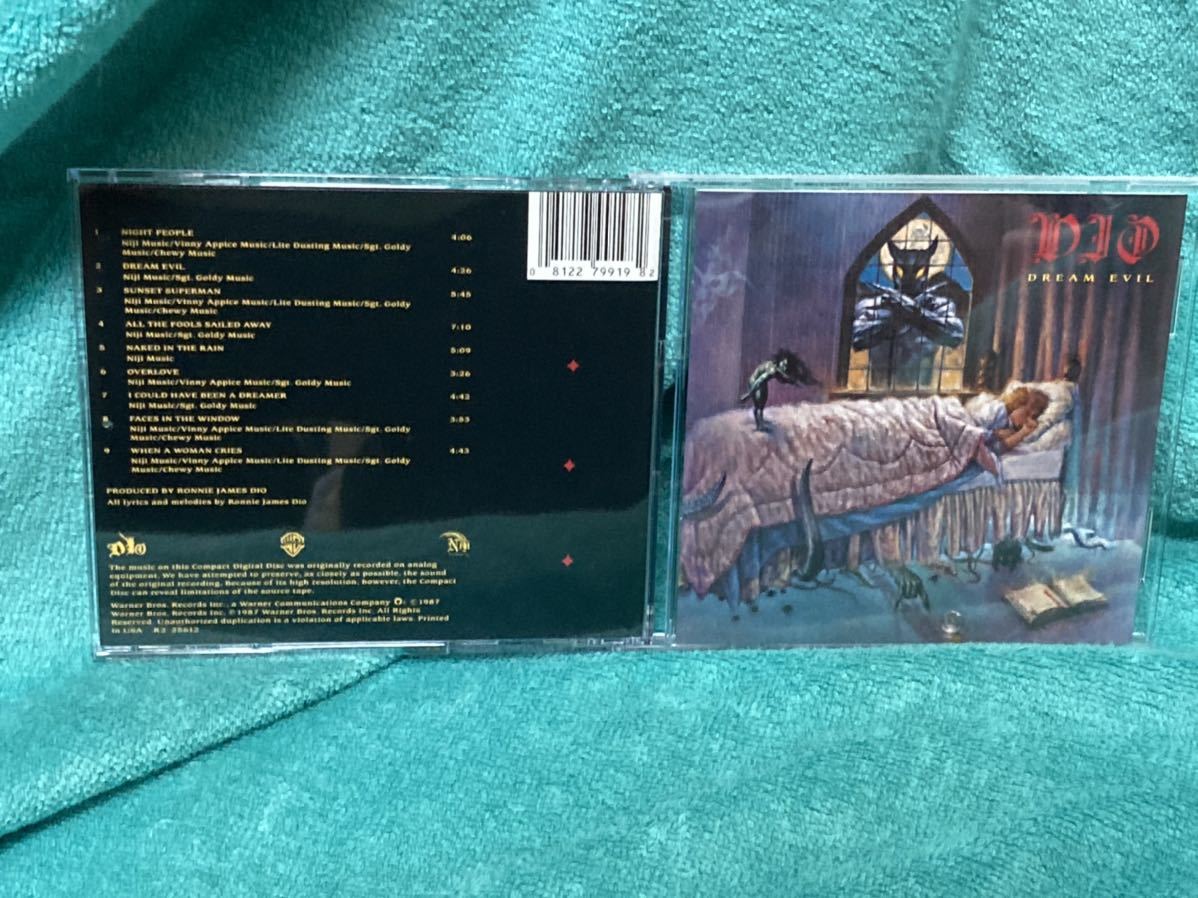 1 NIGHT PEOPLE 4:06
Niji Music/Vinny Appice Music/Lite Dusting Music/Sgt. Goldy
Music/Chewy Music
2 DREAM EVIL 4:26
Niji Music/Sgt. Goldy Music
3 SUNSET SUPERMAN 5:45
Niji Music/Vinny Appice Music/Lite Dusting Music/Sgt. Goldy
Music/Chewy Music
4 ALL THE FOOLS SAILED AWAY 7:10
Niji Music/Sgt. Goldy Music
5 NAKED IN THE RAIN 5:09
Niji Music
6 OVERLOVE 3:26
Niji Music/Vinny Appice Music/Sgt. Goldy Music
7 I COULD HAVE BEEN A DREAMER 4:42
Niji Music/Sgt. Goldy Music
8 FACES IN THE WINDOW 3:53
Niji Music/Vinny Appice Music/Lite Dusting Music/Sgt. Goldy
Music/Chewy Music
9 WHEN A WOMAN CRIES 4:43
Niji Music/Vinny Appice Music/Lite Dusting Music/Sgt. Goldy
Music/Chewy Music
PRODUCED BY RONNIE JAMES DIO
All lyrics and melodies by Ronnie James Dio
DIO
The music on this Compact Digital Disc was originally recorded on analog
equipment. We have attempted to preserve, as closely as possible, the sound
of the original recording. Because of its high resolution, however, the Compact
Disc can reveal limitations of the source tape.
Warner Bros. Records Inc., a Warner Communications Company ℗, ©1987
Warner Bros. Records Inc. ©1987 Warner Bros. Records Inc. All Rights
Reserved. Unauthorized duplication is a violation of applicable laws. Printed
in USA R2 25612
0 81227 99198 2
DIO
DREAM EVIL